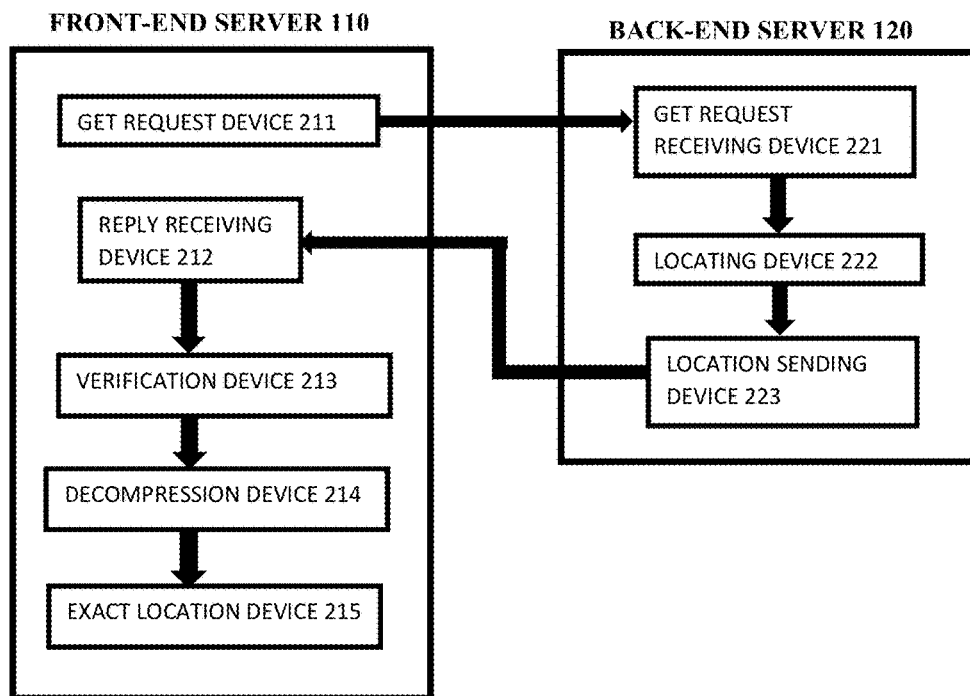 FRONT-END SERVER 110
GET REQUEST DEVICE 211
REPLY RECEIVING
DEVICE 212
VERIFICATION DEVICE 213
DECOMPRESSION DEVICE 214
EXACT LOCATION DEVICE 215
BACK-END SERVER 120
GET REQUEST
RECEIVING DEVICE 221
LOCATING DEVICE 222
LOCATION SENDING
DEVICE 223